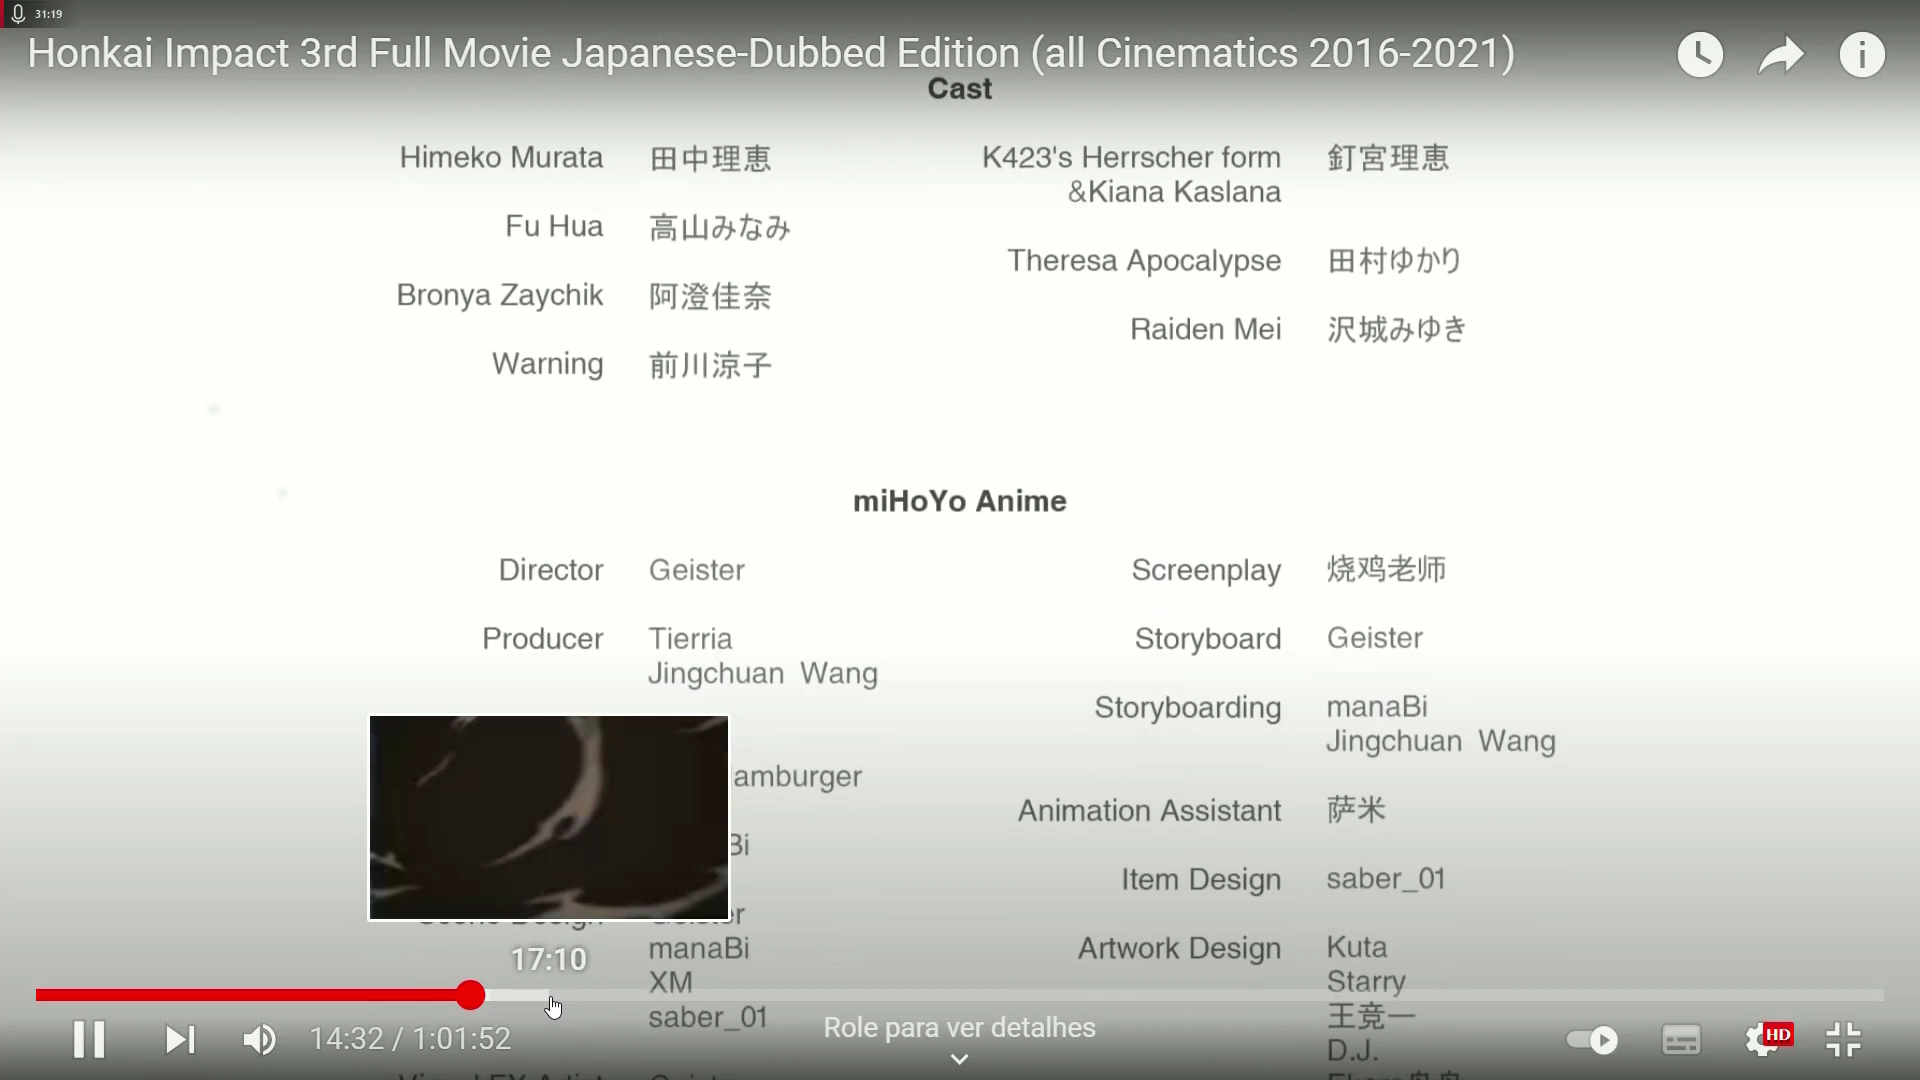 31:19
Honkai Impact 3rd Full Movie Japanese-Dubbed Edition (all Cinematics 2016-2021)
Cast
Himeko Murata 田中理恵
K423's Herrscher form 釘宮理恵
&Kiana Kaslana
Fu Hua 高山みなみ
Theresa Apocalypse 田村ゆかり
Bronya Zaychik 阿澄佳奈
Raiden Mei 沢城みゆき
Warning 前川涼子
miHoYo Anime
Director Geister
Screenplay 烧鸡老师
Producer Tierria
Jingchuan Wang
Storyboard Geister
Storyboarding manaBi
Jingchuan Wang
amburger
Animation Assistant 萨米
Bi
Item Design saber_01
manaBi
XM
saber_01
Artwork Design Kuta
Starry
王竞一
D.J.
17:10
14:32 / 1:01:52
Role para ver detalhes
HD